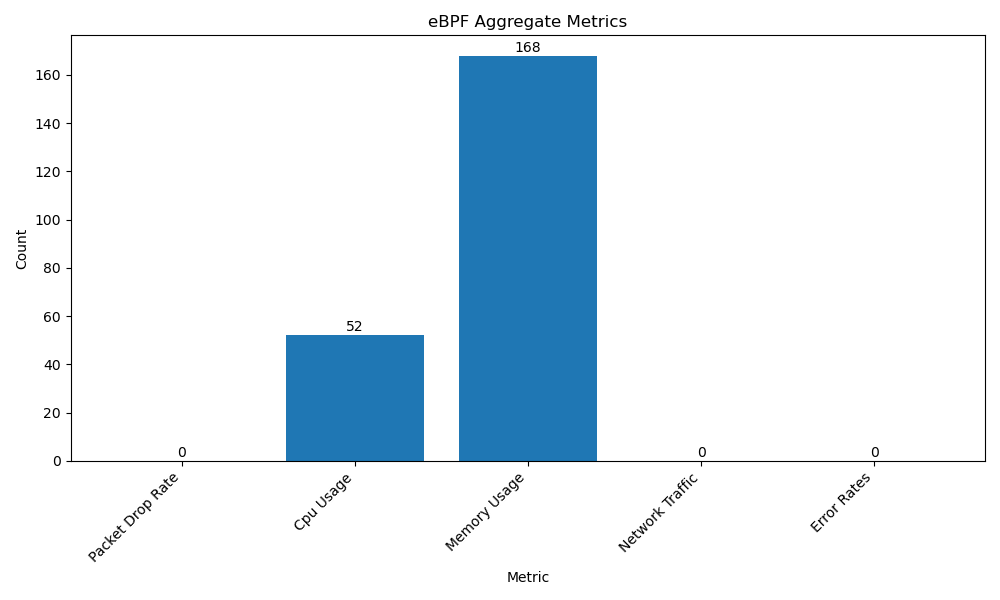 eBPF Aggregate Metrics
168
160
140
120
100
80
60
40
20
0
Count
52
0
0
0
Packet Drop Rate
Cpu Usage
Memory Usage
Network Traffic
Error Rates
Metric